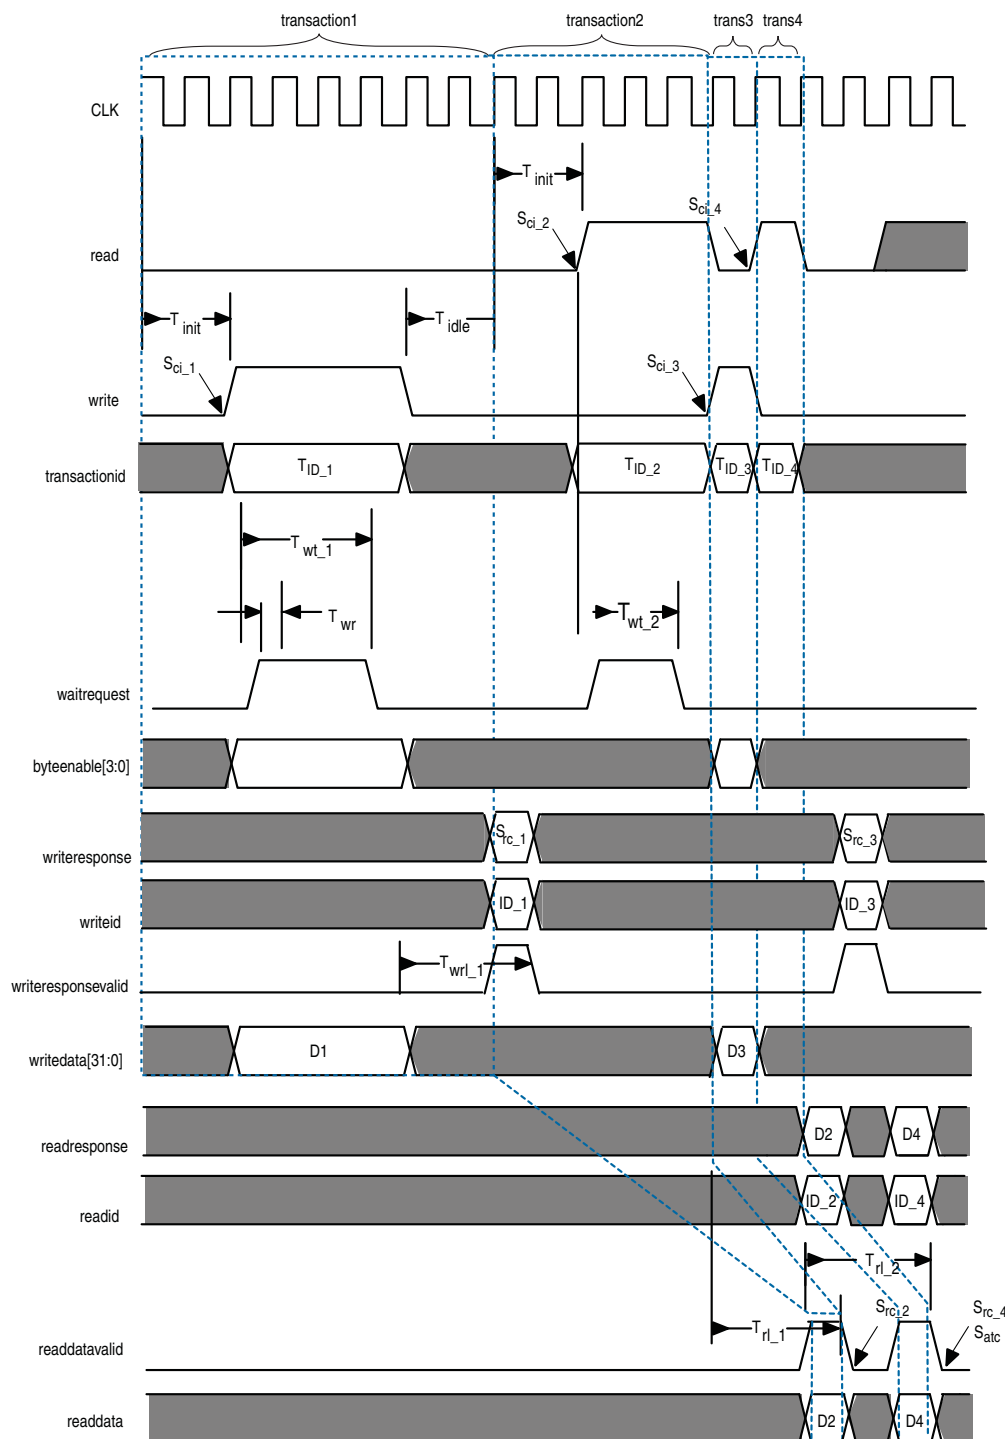 transaction1 transaction2 trans3 trans4
CLK
T init
S ci_2 S ci_4
read
T init T idle
S ci_1 S ci_3
write
transactionid T ID_1 T ID_2 T ID_3 T ID_4
T wt_1
T wr T wt_2
waitrequest
byteenable[3:0]
writeresponse S rc_1 S rc_3
writeid ID_1 ID_3
T wrl_1
writeresponsevalid
writedata[31:0] D1 D3
readresponse D2 D4
readid ID_2 ID_4
T rl_2
S rc_2 S rc_4
T rl_1 S atc
readdatavalid
readdata D2 D4